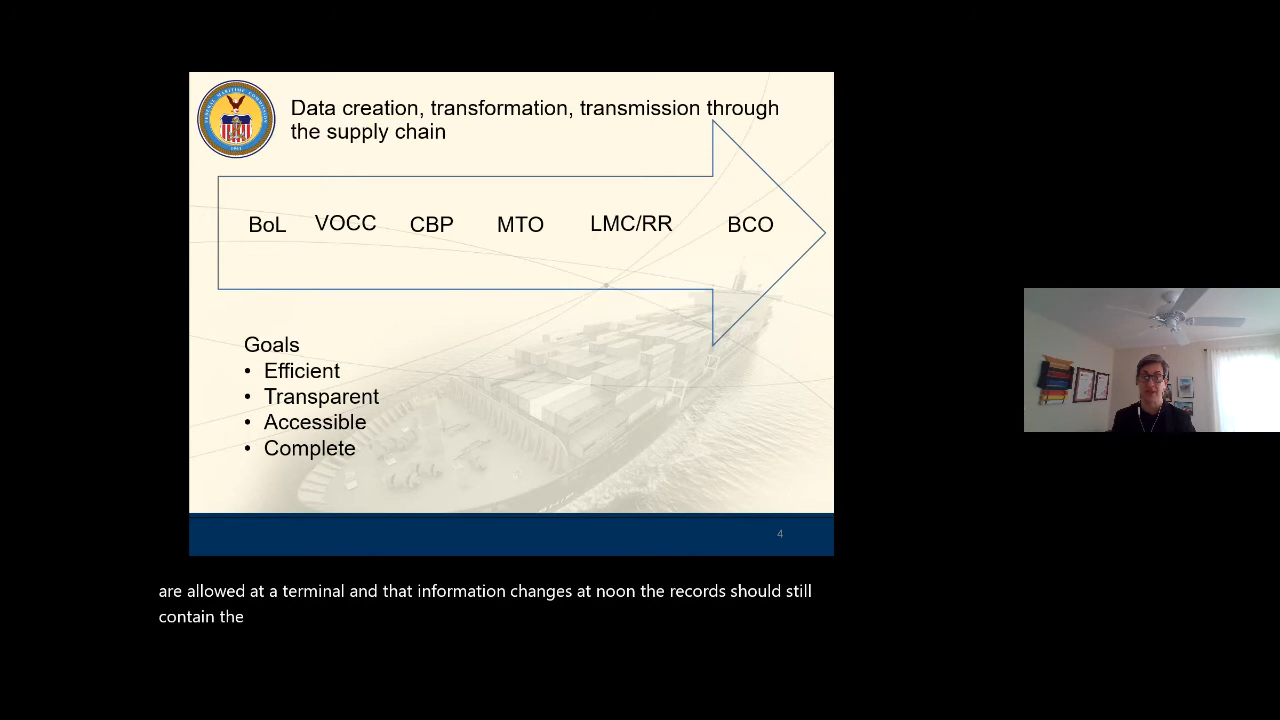 Data creation, transformation, transmission through
the supply chain
BoL VOCC CBP MTO LMC/RR BCO
Goals
• Efficient
• Transparent
• Accessible
• Complete
4
are allowed at a terminal and that information changes at noon the records should still
contain the